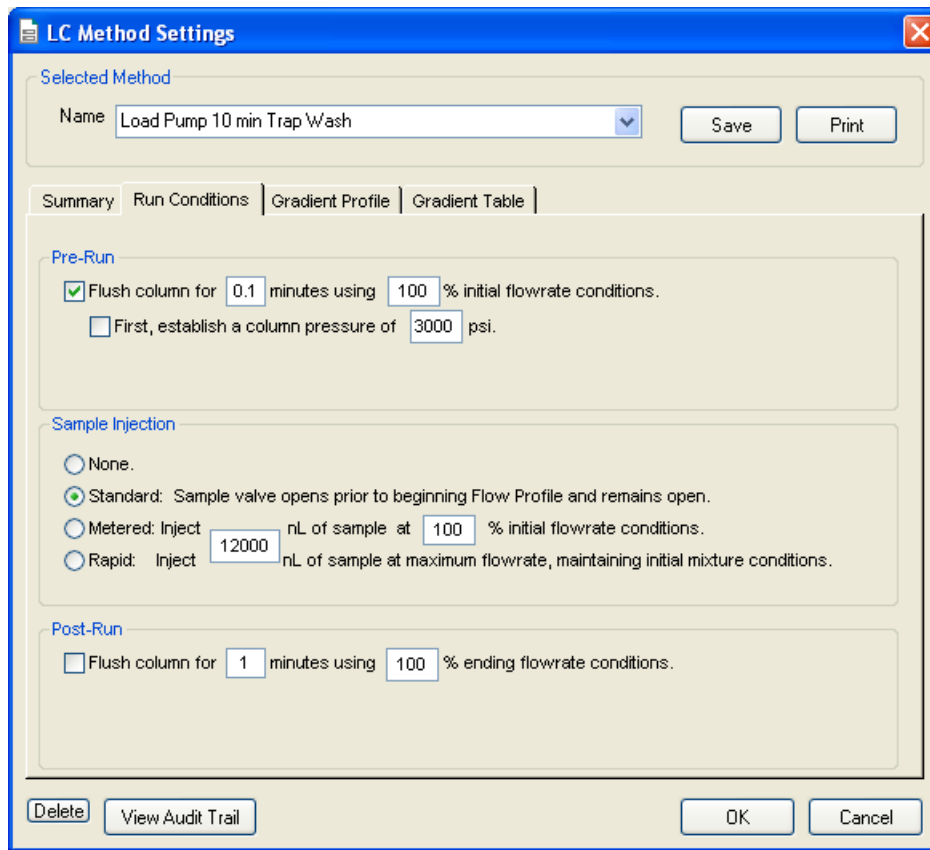 LC Method Settings
Selected Method
Name Load Pump 10 min Trap Wash Save Print
Summary Run Conditions Gradient Profile Gradient Table
Pre-Run
Flush column for 0.1 minutes using 100 % initial flowrate conditions.
First, establish a column pressure of 3000 psi.
Sample Injection
None.
Standard: Sample valve opens prior to beginning Flow Profile and remains open.
Metered: Inject nL of sample at 100 % initial flowrate conditions.
12000
Rapid: Inject nL of sample at maximum flowrate, maintaining initial mixture conditions.
Post-Run
Flush column for 1 minutes using 100 % ending flowrate conditions.
Delete View Audit Trail OK Cancel